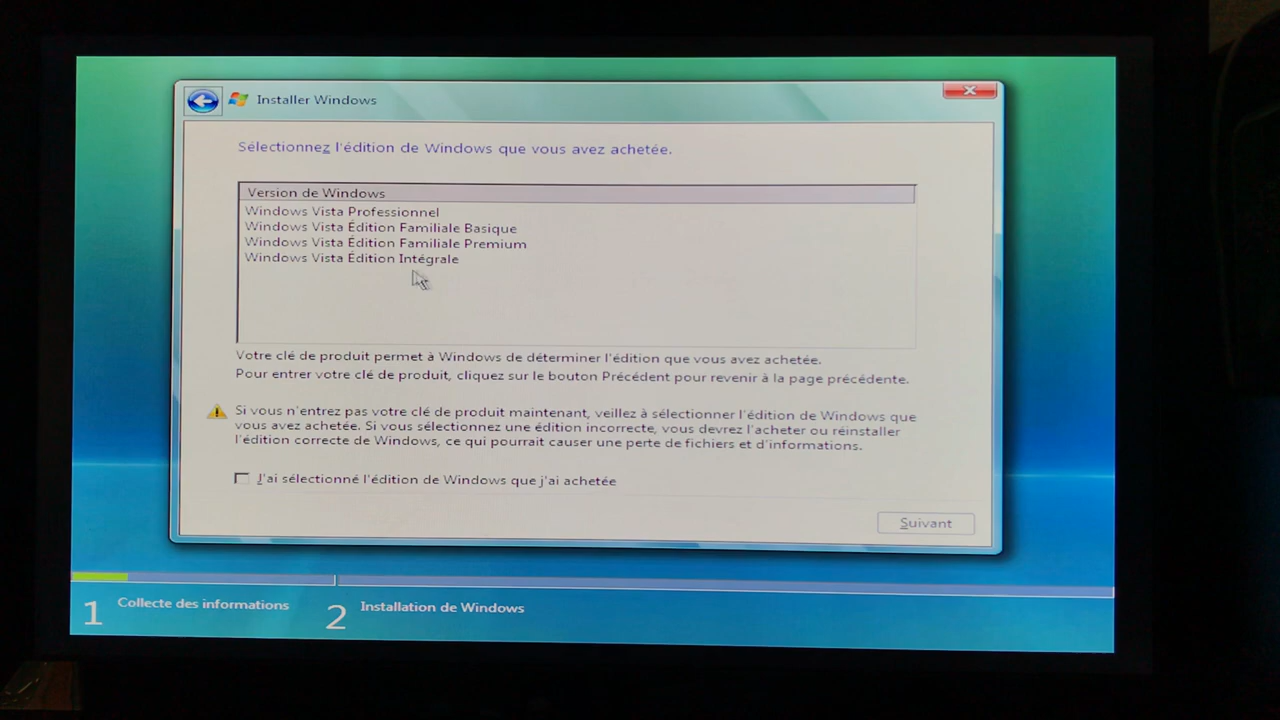 Installer Windows
Sélectionnez l'édition de Windows que vous avez achetée.
Version de Windows
Windows Vista Professionnel
Windows Vista Édition Familiale Basique
Windows Vista Édition Familiale Premium
Windows Vista Édition Intégrale
Votre clé de produit permet à Windows de déterminer l'édition que vous avez achetée.
Pour entrer votre clé de produit, cliquez sur le bouton Précédent pour revenir à la page précédente.
Si vous n'entrez pas votre clé de produit maintenant, veillez à sélectionner l'édition de Windows que
vous avez achetée. Si vous sélectionnez une édition incorrecte, vous devrez l'acheter ou réinstaller
l'édition correcte de Windows, ce qui pourrait causer une perte de fichiers et d'informations.
J'ai sélectionné l'édition de Windows que j'ai achetée
Suivant
1 Collecte des informations
2 Installation de Windows